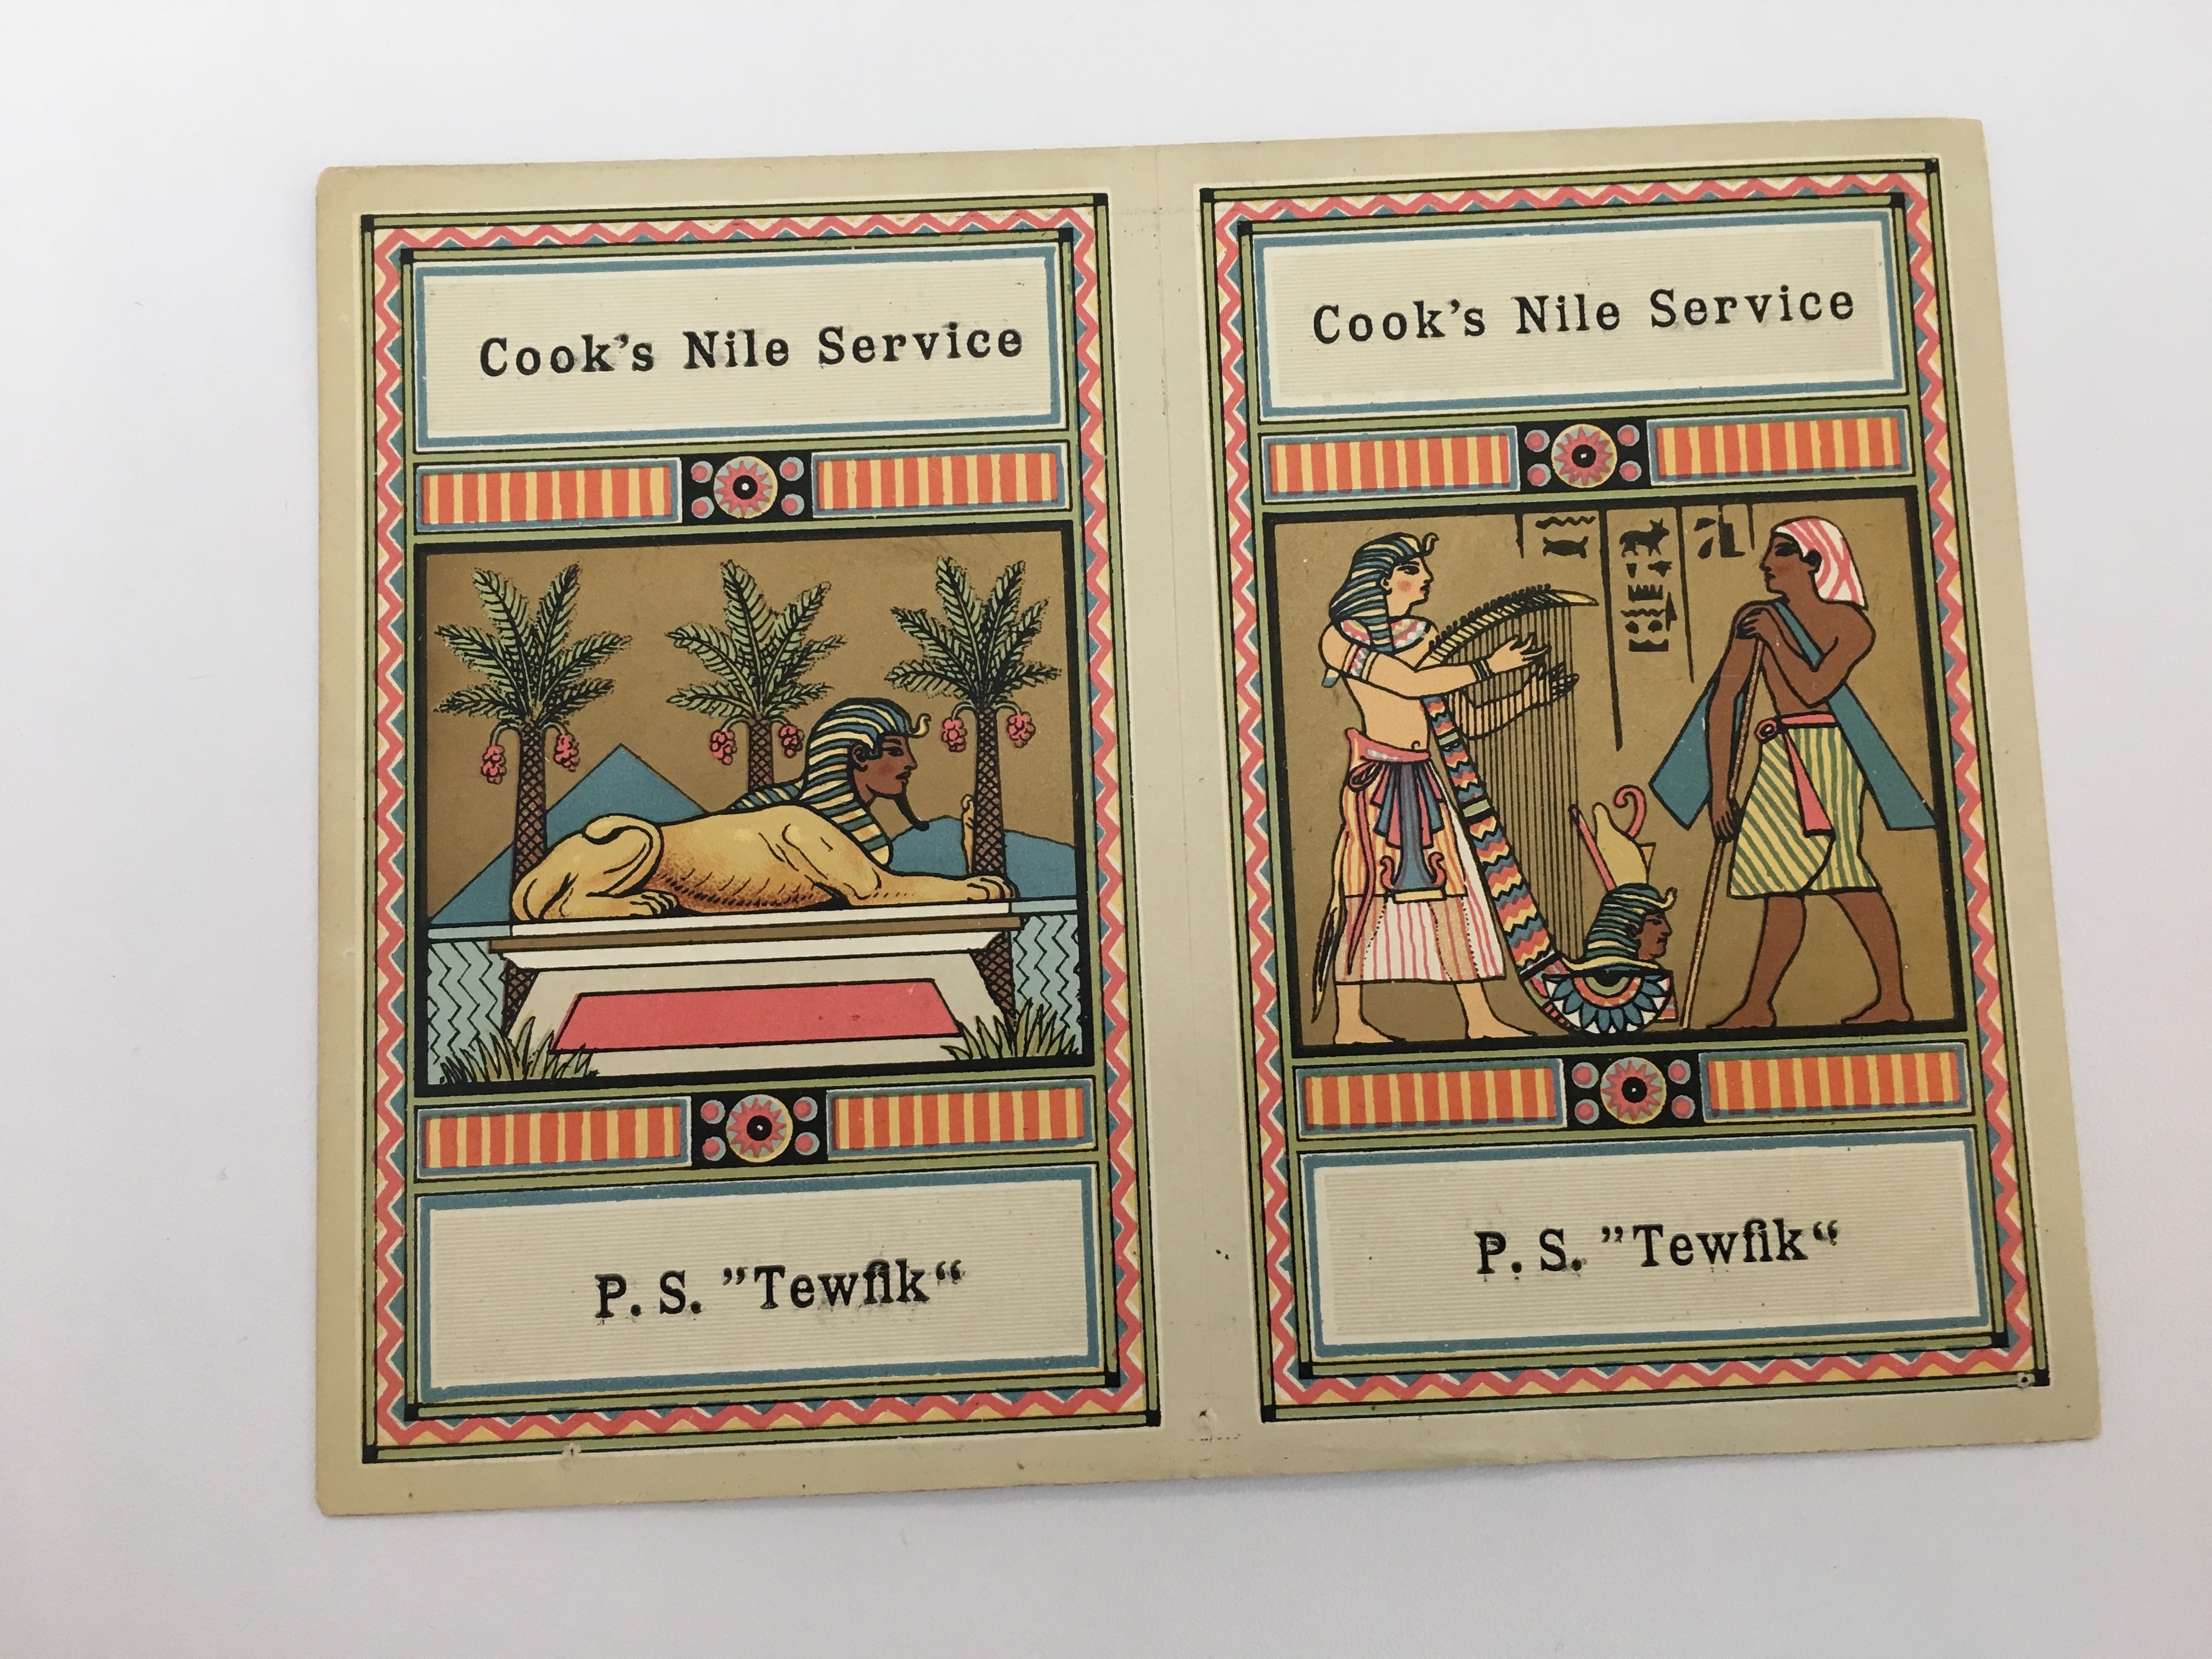 Cook's Nile Service
P. S. ”Tewfik“
Cook's Nile Service
P. S. ”Tewfik“